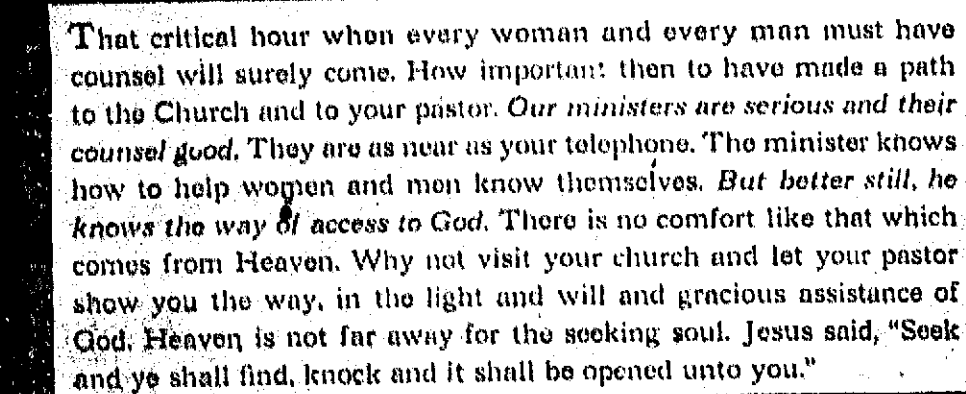 That critical hour when every woman and every man must have
counsel will surely come. How important then to have made a path
to the Church and to your pastor. Our ministers are serious and their
counsel good. They are as near as your telephone. The minister knows
how to help women and men know themselves. But better still, he
knows the way of access to God. There is no comfort like that which
comes from Heaven. Why not visit your church and let your pastor
show you the way, in the light and will and gracious assistance of
God. Heaven is not far away for the seeking soul. Jesus said, "Seek
and ye shall find, knock and it shall be opened unto you."